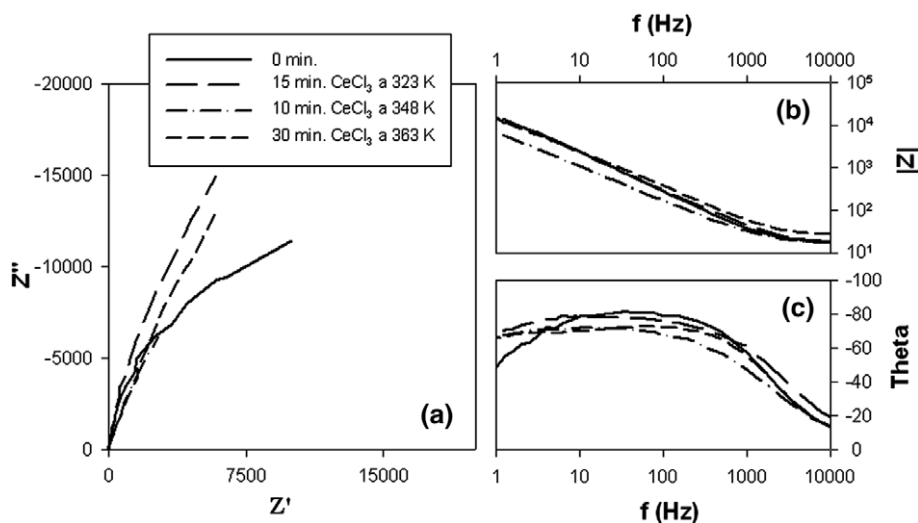 0 min.
15 min. CeCl3 a 323 K
10 min. CeCl3 a 348 K
30 min. CeCl3 a 363 K
-20000
-15000
-10000
-5000
0
Z''
0 7500 15000
Z'
(a)
f (Hz)
1 10 100 1000 10000
10^5
10^4
10^3
10^2
10^1
|Z|
(b)
-100
-80
-60
-40
-20
0
Theta
(c)
1 10 100 1000 10000
f (Hz)